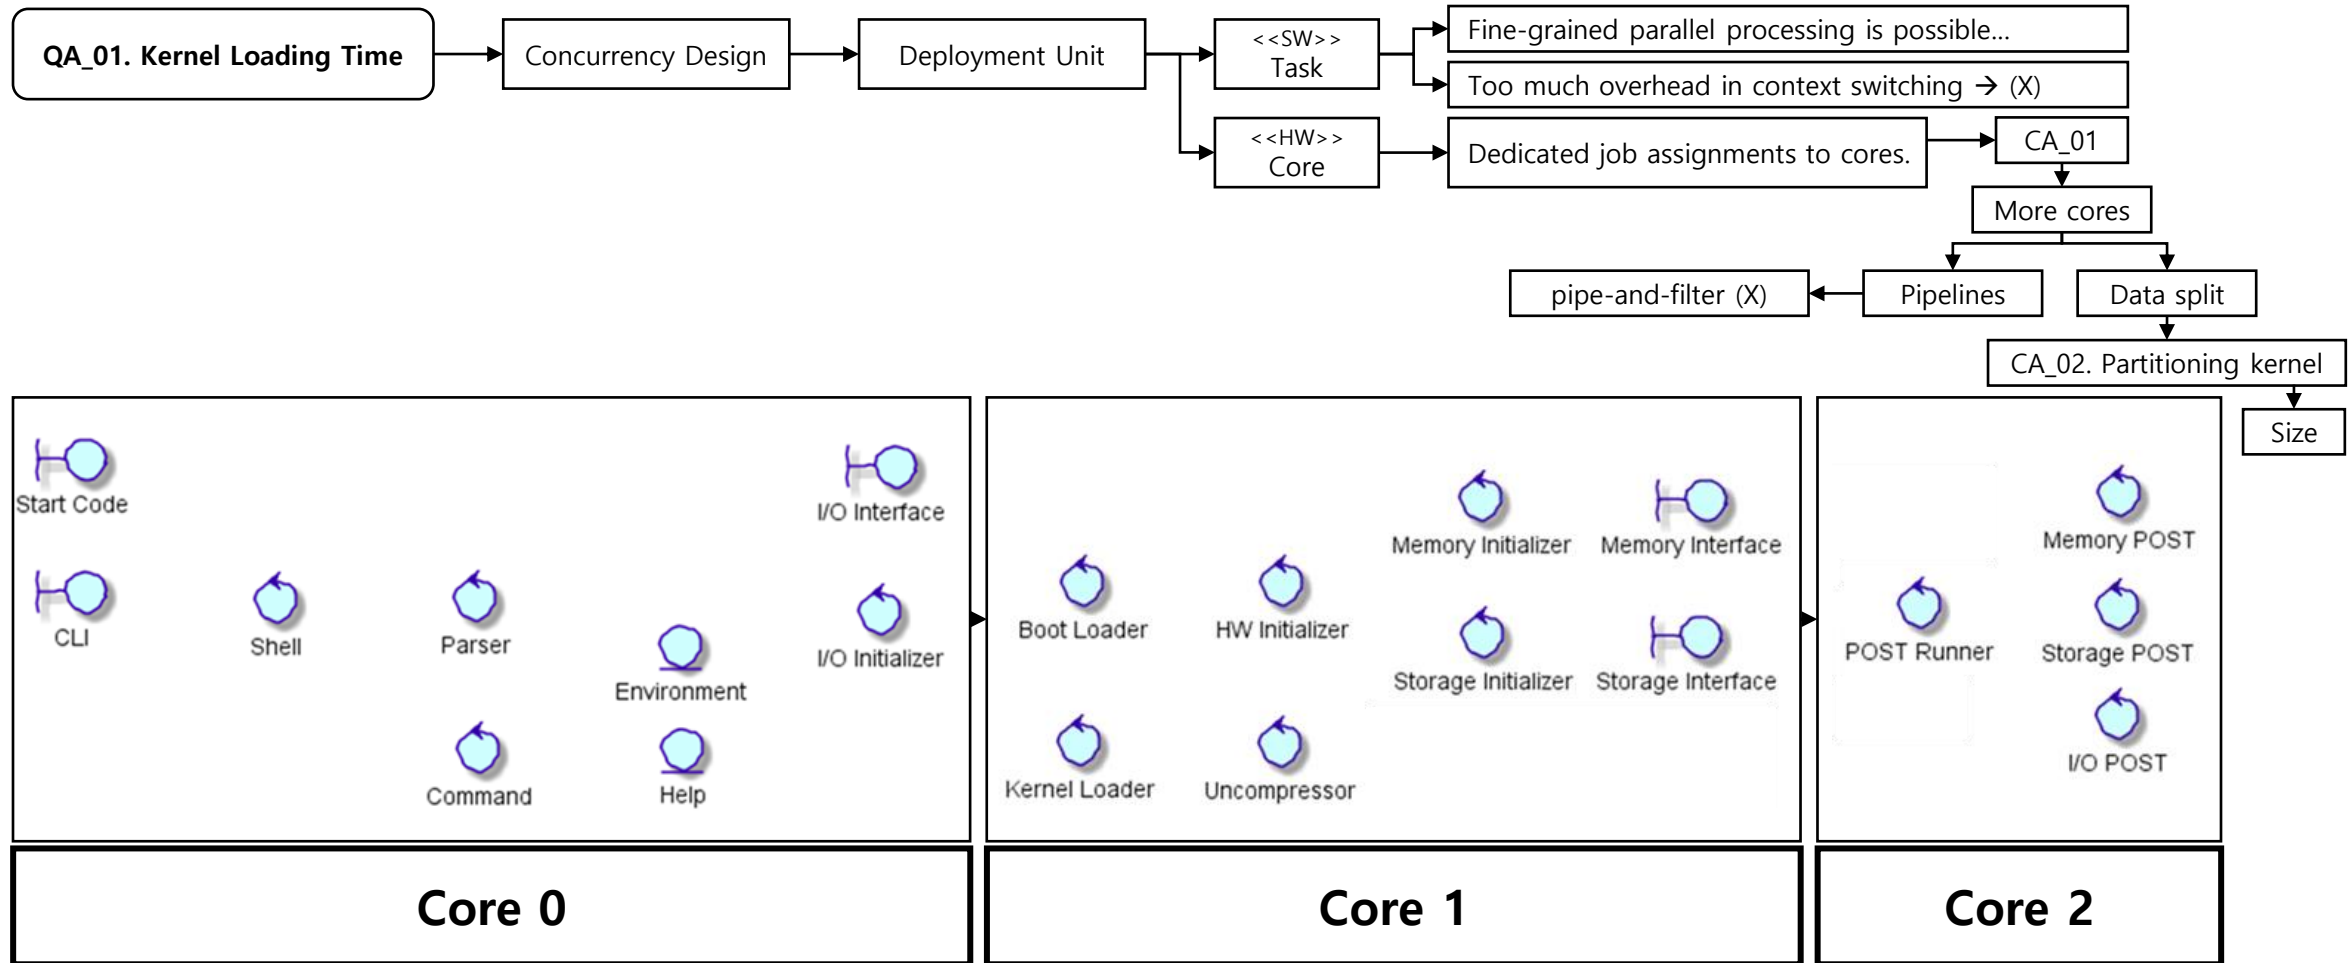 QA_01. Kernel Loading Time
Concurrency Design
Deployment Unit
<<SW>>
Task
Fine-grained parallel processing is possible...
Too much overhead in context switching → (X)
<<HW>>
Core
Dedicated job assignments to cores.
CA_01
More cores
pipe-and-filter (X)
Pipelines
Data split
CA_02. Partitioning kernel
Size
Start Code
I/O Interface
CLI
Shell
Parser
Environment
I/O Initializer
Command
Help
Memory Initializer
Memory Interface
Boot Loader
HW Initializer
Storage Initializer
Storage Interface
Kernel Loader
Uncompressor
Memory POST
POST Runner
Storage POST
I/O POST
Core 0
Core 1
Core 2